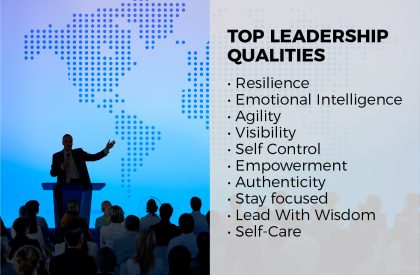 TOP LEADERSHIP
QUALITIES
• Resilience
• Emotional Intelligence
• Agility
• Visibility
• Self Control
• Empowerment
• Authenticity
• Stay focused
• Lead With Wisdom
• Self-Care